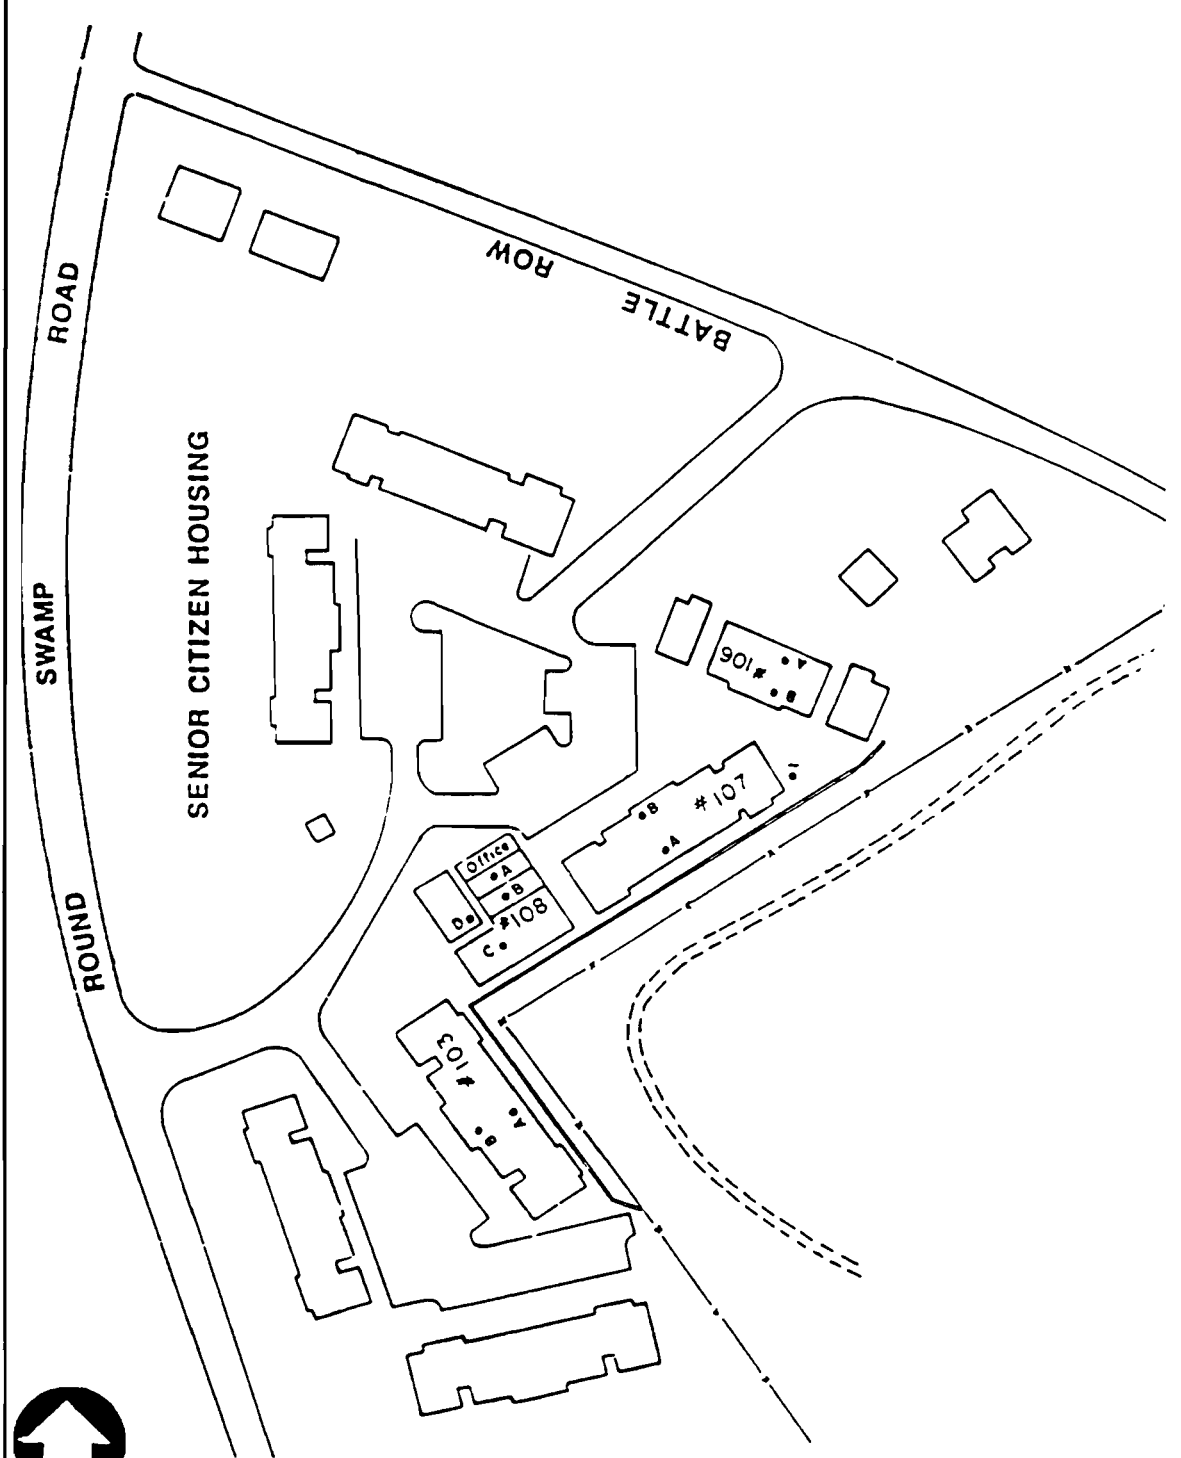 ROUND
SWAMP
ROAD
SENIOR CITIZEN HOUSING
BATTLE
ROW
#106
A
B
#107
B
A
1
Office
A
B
#108
D
C
#103
A
B